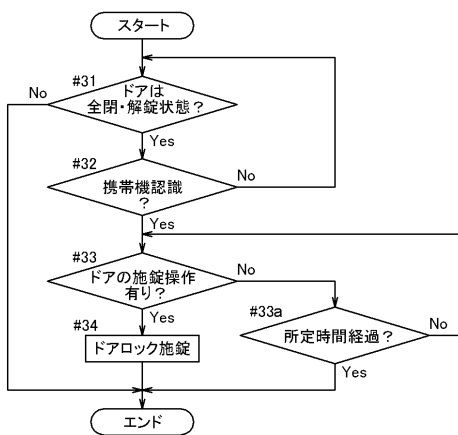 スタート
#31
No
ドアは
全閉・解錠状態？
Yes
#32
No
携帯機認識
？
Yes
#33
ドアの施錠操作
有り？
No
#33a
Yes
#34
ドアロック施錠
所定時間経過？
No
Yes
エンド